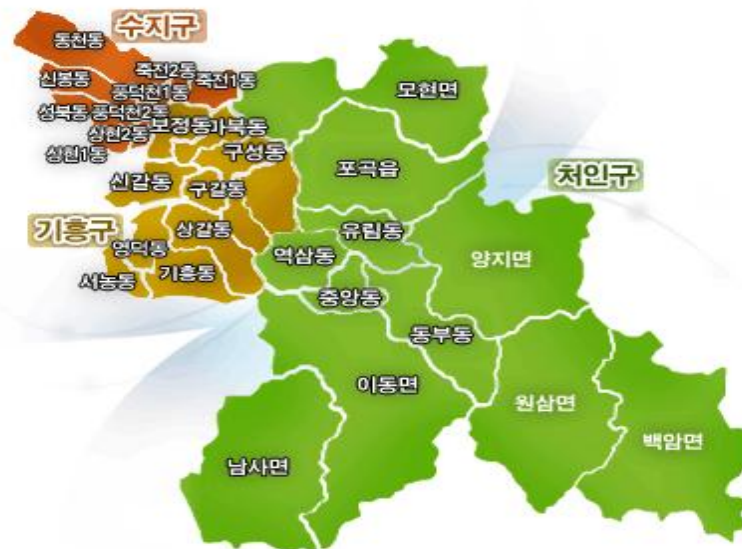 수지구
동천동
죽전2동
죽전1동
신봉동
풍덕천1동
성북동
풍덕천2동
상현2동
상현1동
보정동
마북동
구성동
신갈동
구갈동
기흥구
상갈동
영덕동
서농동
기흥동
모현면
포곡읍
처인구
유림동
역삼동
양지면
중앙동
동부동
이동면
원삼면
백암면
남사면